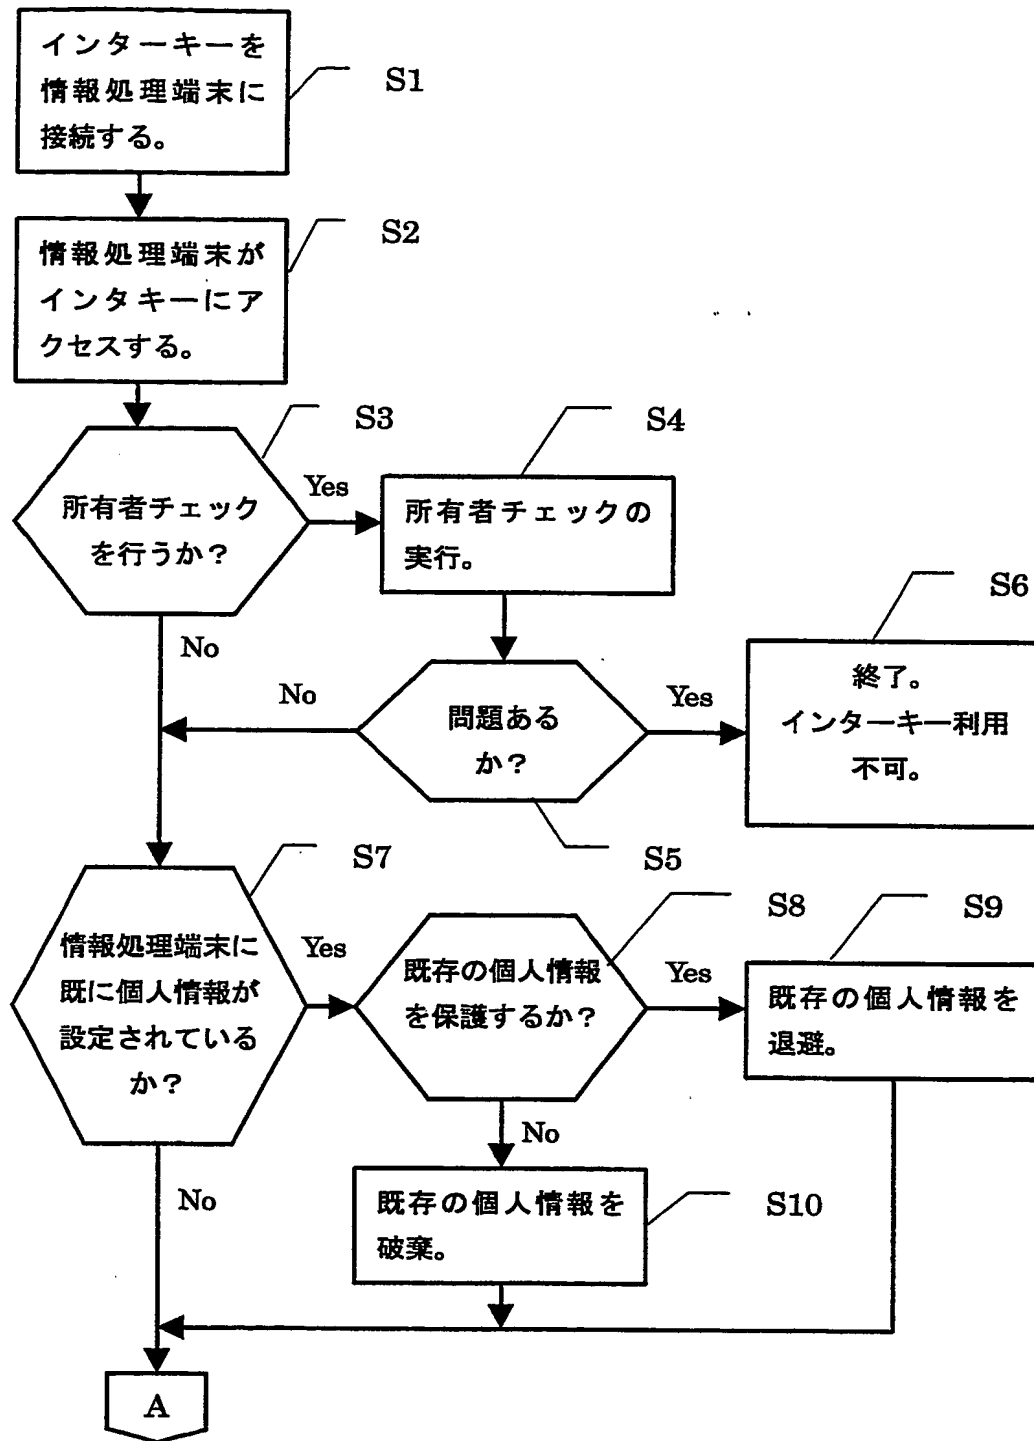 インターキーを
情報処理端末に
接続する。
S1
情報処理端末が
インタキーにア
クセスする。
S2
所有者チェック
を行うか?
S3
Yes
所有者チェックの
実行。
S4
No
問題ある
か?
S5
No
Yes
終了。
インターキー利用
不可。
S6
情報処理端末に
既に個人情報が
設定されている
か?
S7
Yes
既存の個人情報
を保護するか?
S8
Yes
既存の個人情報を
退避。
S9
No
No
既存の個人情報を
破棄。
S10
A